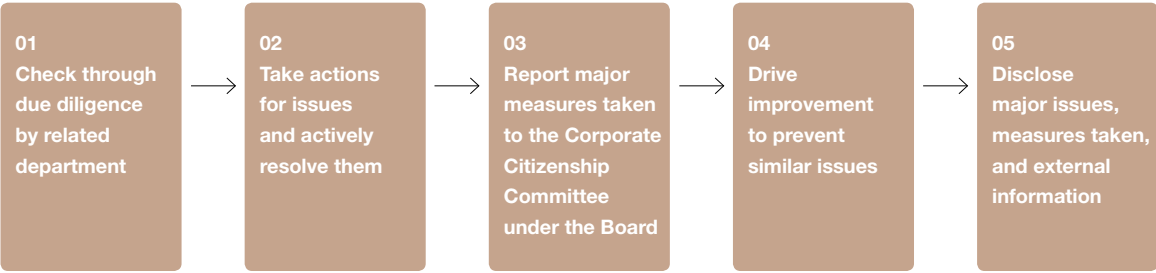 01
Check through
due diligence
by related
department
02
Take actions
for issues
and actively
resolve them
03
Report major
measures taken
to the Corporate
Citizenship
Committee
under the Board
04
Drive
improvement
to prevent
similar issues
05
Disclose
major issues,
measures taken,
and external
information